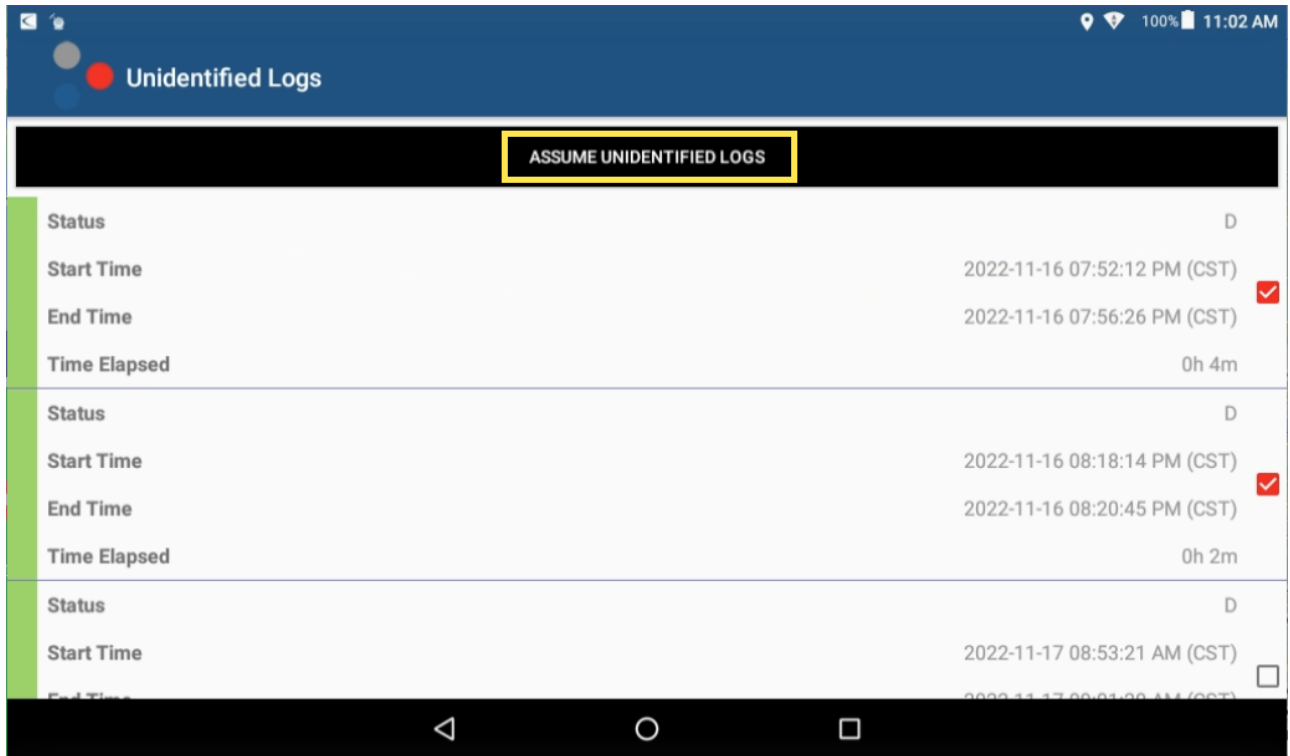 100% 11:02 AM
Unidentified Logs
ASSUME UNIDENTIFIED LOGS
Status D
Start Time 2022-11-16 07:52:12 PM (CST)
End Time 2022-11-16 07:56:26 PM (CST)
Time Elapsed 0h 4m
Status D
Start Time 2022-11-16 08:18:14 PM (CST)
End Time 2022-11-16 08:20:45 PM (CST)
Time Elapsed 0h 2m
Status D
Start Time 2022-11-17 08:53:21 AM (CST)
End Time